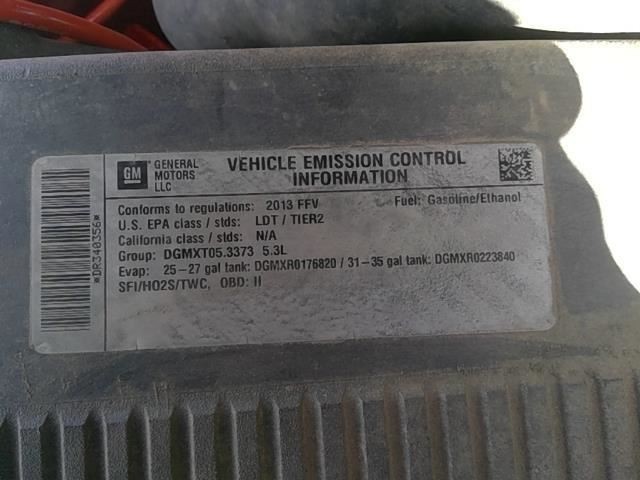 GM
GENERAL
MOTORS
LLC
VEHICLE EMISSION CONTROL
INFORMATION
Conforms to regulations: 2013 FFV Fuel: Gasoline/Ethanol
U.S. EPA class / stds: LDT / TIER2
California class / stds: N/A
Group: DGMXT05.3373 5.3L
Evap: 25-27 gal tank: DGMXR0176820 / 31-35 gal tank: DGMXR0223840
SFI/HO2S/TWC, OBD: II
*DR340356*